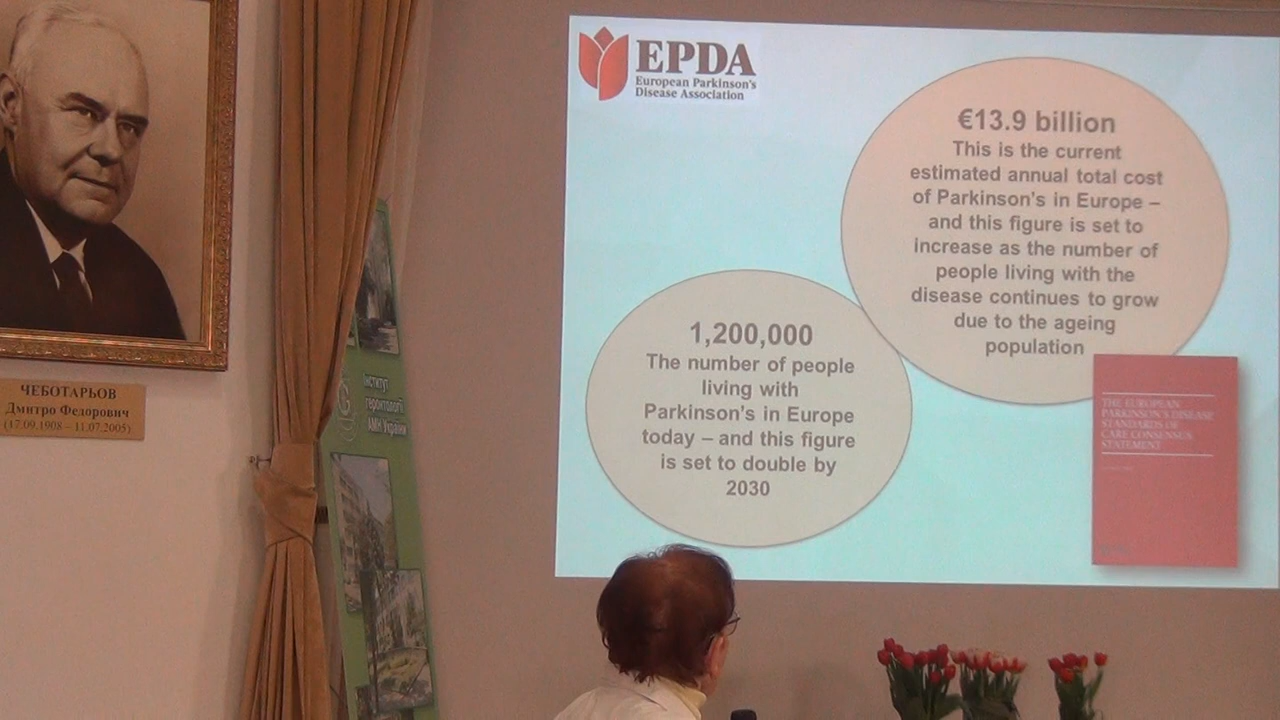 ЧЕБОТАРЬОВ
Дмитро Федорович
(17.09.1908 – 11.07.2005)
Інститут
геронтології
АМН України
EPDA
European Parkinson's
Disease Association
€13.9 billion
This is the current
estimated annual total cost
of Parkinson's in Europe –
and this figure is set to
increase as the number of
people living with the
disease continues to grow
due to the ageing
population
1,200,000
The number of people
living with
Parkinson's in Europe
today – and this figure
is set to double by
2030
THE EUROPEAN
PARKINSON'S DISEASE
STANDARDS OF
CARE CONSENSUS
STATEMENT